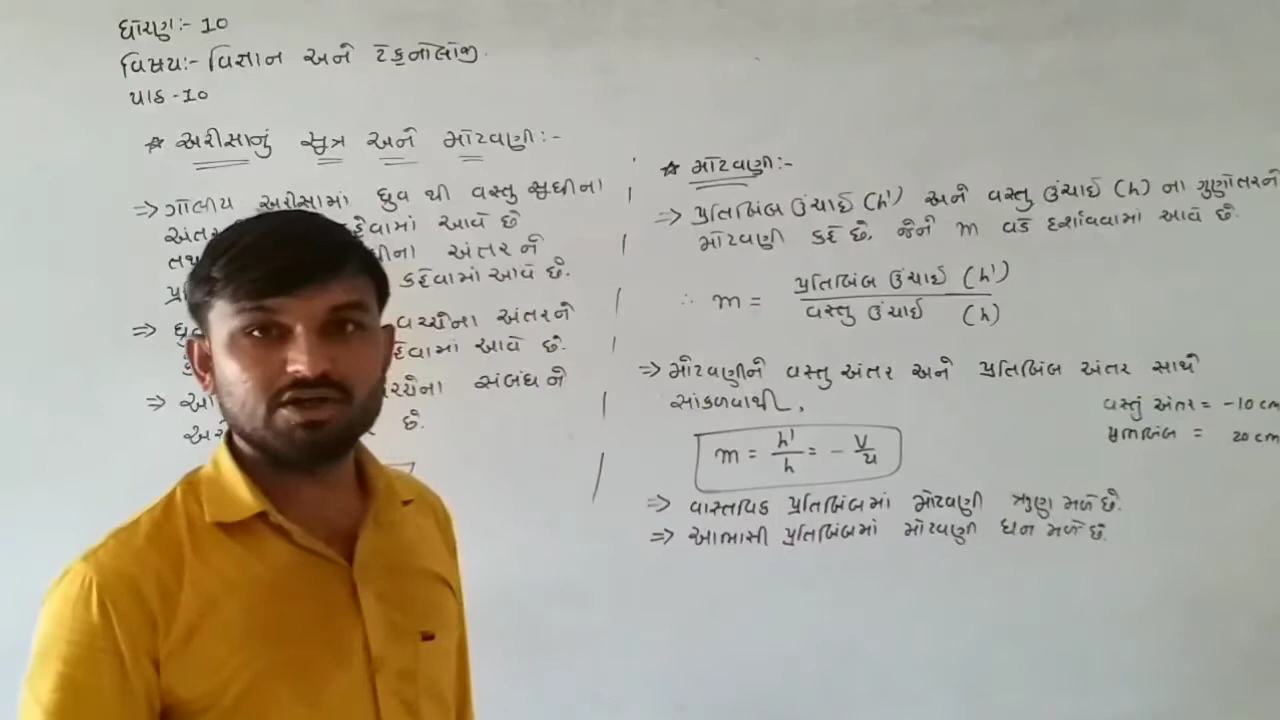 ધોરણ:- 10
વિષય:- વિજ્ઞાન અને ટેકનોલોજી.
પાઠ -10
* અરીસાનું સુત્ર અને મોટવણી:-
⇒ ગોલીય અરીસામાં ધ્રુવ થી વસ્તુ સુધીના
અંતર કહેવામાં આવે છે
અંતર ને
કહેવામાં આવે છે.
⇒ વચ્ચેના અંતરને
કહેવામાં આવે છે.
⇒ સંબંધ ને
છે.
* મોટવણી:-
⇒ પ્રતિબિંબ ઉંચાઈ (h') અને વસ્તુ ઉંચાઈ (h) ના ગુણોતરને
મોટવણી કહે છે. જેને m વડે દર્શાવવામાં આવે છે.
∴ m = પ્રતિબિંબ ઉંચાઈ (h') / વસ્તુ ઉંચાઈ (h)
⇒ મોટવણીને વસ્તુ અંતર અને પ્રતિબિંબ અંતર સાથે
સાંકળવાથી,
m = h'/h = - v/u
⇒ વાસ્તવિક પ્રતિબિંબમાં મોટવણી ઋણ મળે છે.
⇒ આભાસી પ્રતિબિંબમાં મોટવણી ધન મળે છે.
વસ્તું અંતર = -10 cm
= 20 cm